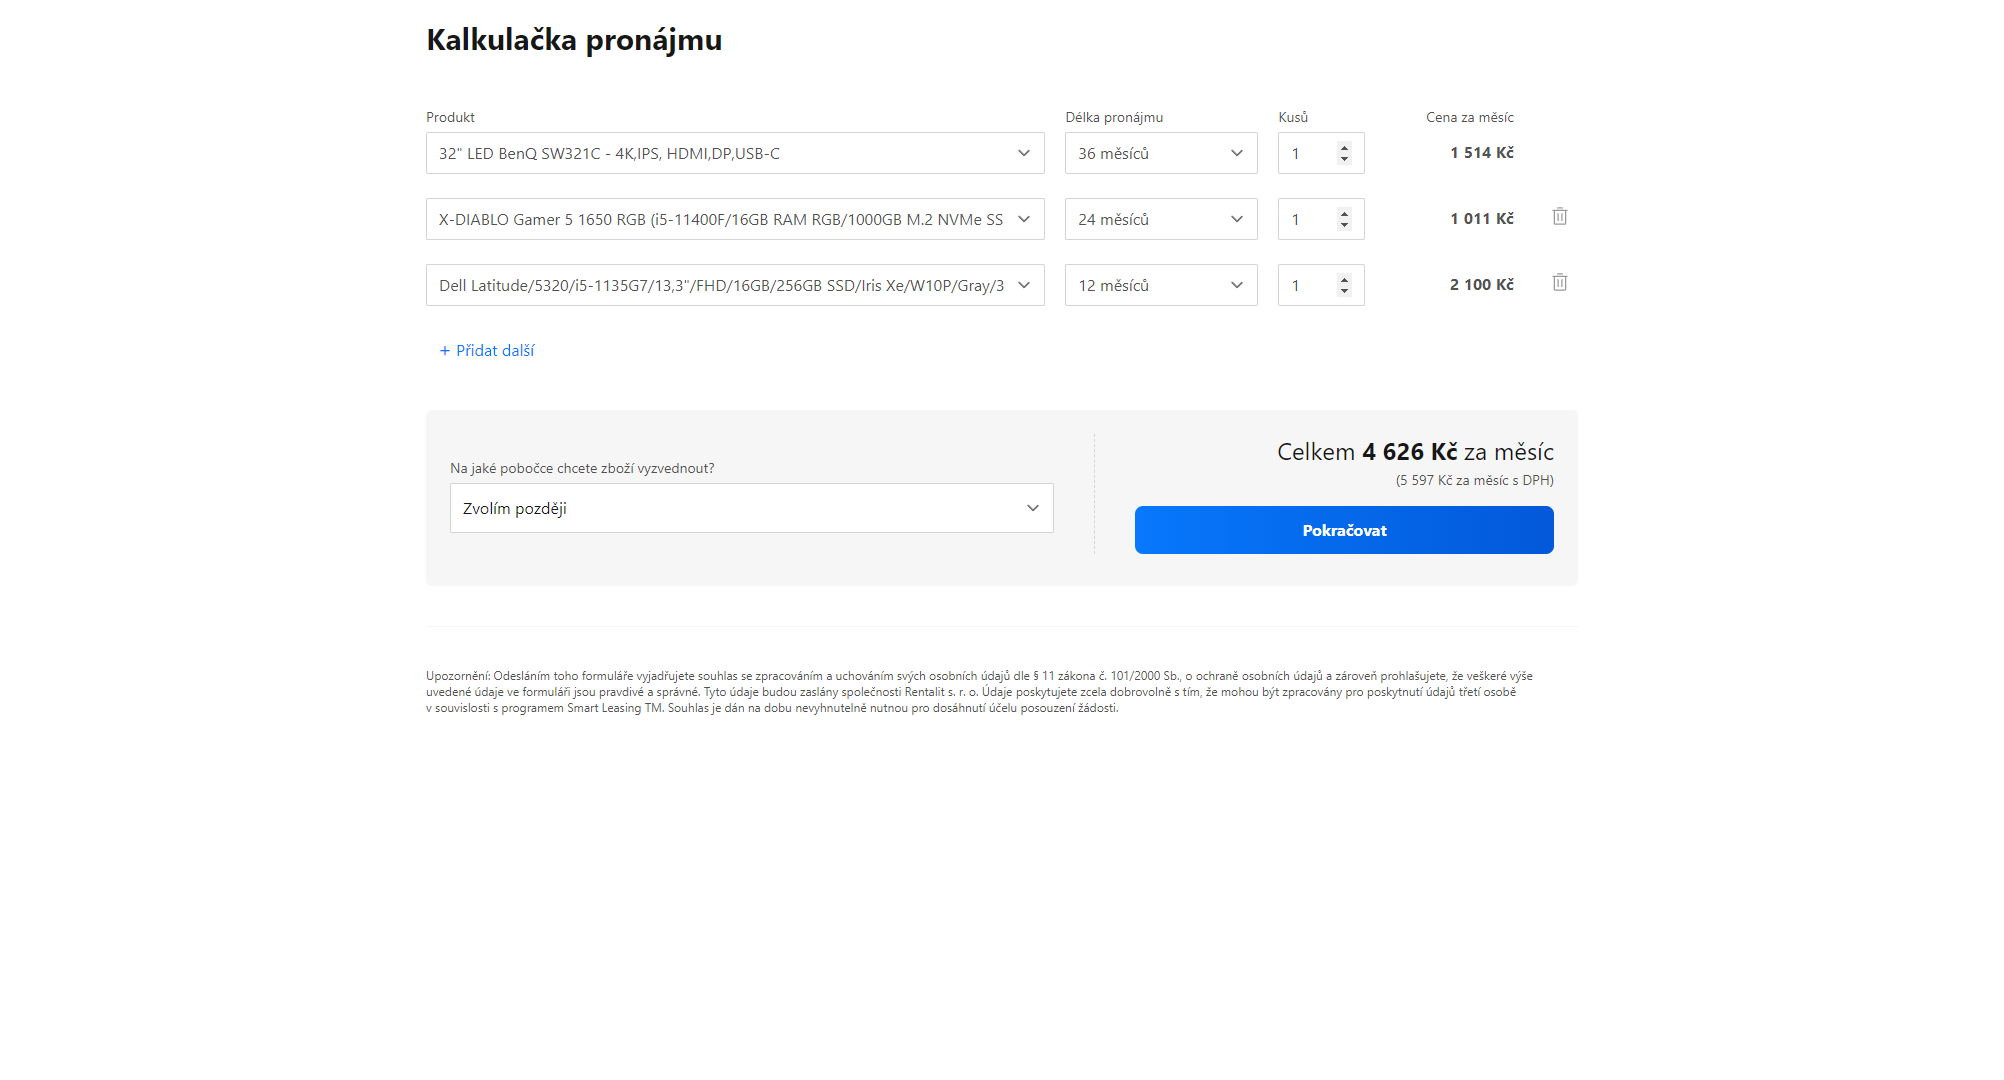 Kalkulačka pronájmu
Produkt Délka pronájmu Kusů Cena za měsíc
32" LED BenQ SW321C - 4K,IPS, HDMI,DP,USB-C 36 měsíců 1 1 514 Kč
X-DIABLO Gamer 5 1650 RGB (i5-11400F/16GB RAM RGB/1000GB M.2 NVMe SS 24 měsíců 1 1 011 Kč
Dell Latitude/5320/i5-1135G7/13,3"/FHD/16GB/256GB SSD/Iris Xe/W10P/Gray/3 12 měsíců 1 2 100 Kč
+ Přidat další
Celkem 4 626 Kč za měsíc
Na jaké pobočce chcete zboží vyzvednout?
(5 597 Kč za měsíc s DPH)
Zvolím později
Pokračovat
Upozornění: Odesláním toho formuláře vyjadřujete souhlas se zpracováním a uchováním svých osobních údajů dle § 11 zákona č. 101/2000 Sb., o ochraně osobních údajů a zároveň prohlašujete, že veškeré výše
uvedené údaje ve formuláři jsou pravdivé a správné. Tyto údaje budou zaslány společnosti Rentalit s. r. o. Údaje poskytujete zcela dobrovolně s tím, že mohou být zpracovány pro poskytnutí údajů třetí osobě
v souvislosti s programem Smart Leasing TM. Souhlas je dán na dobu nevyhnutelně nutnou pro dosáhnutí účelu posouzení žádosti.